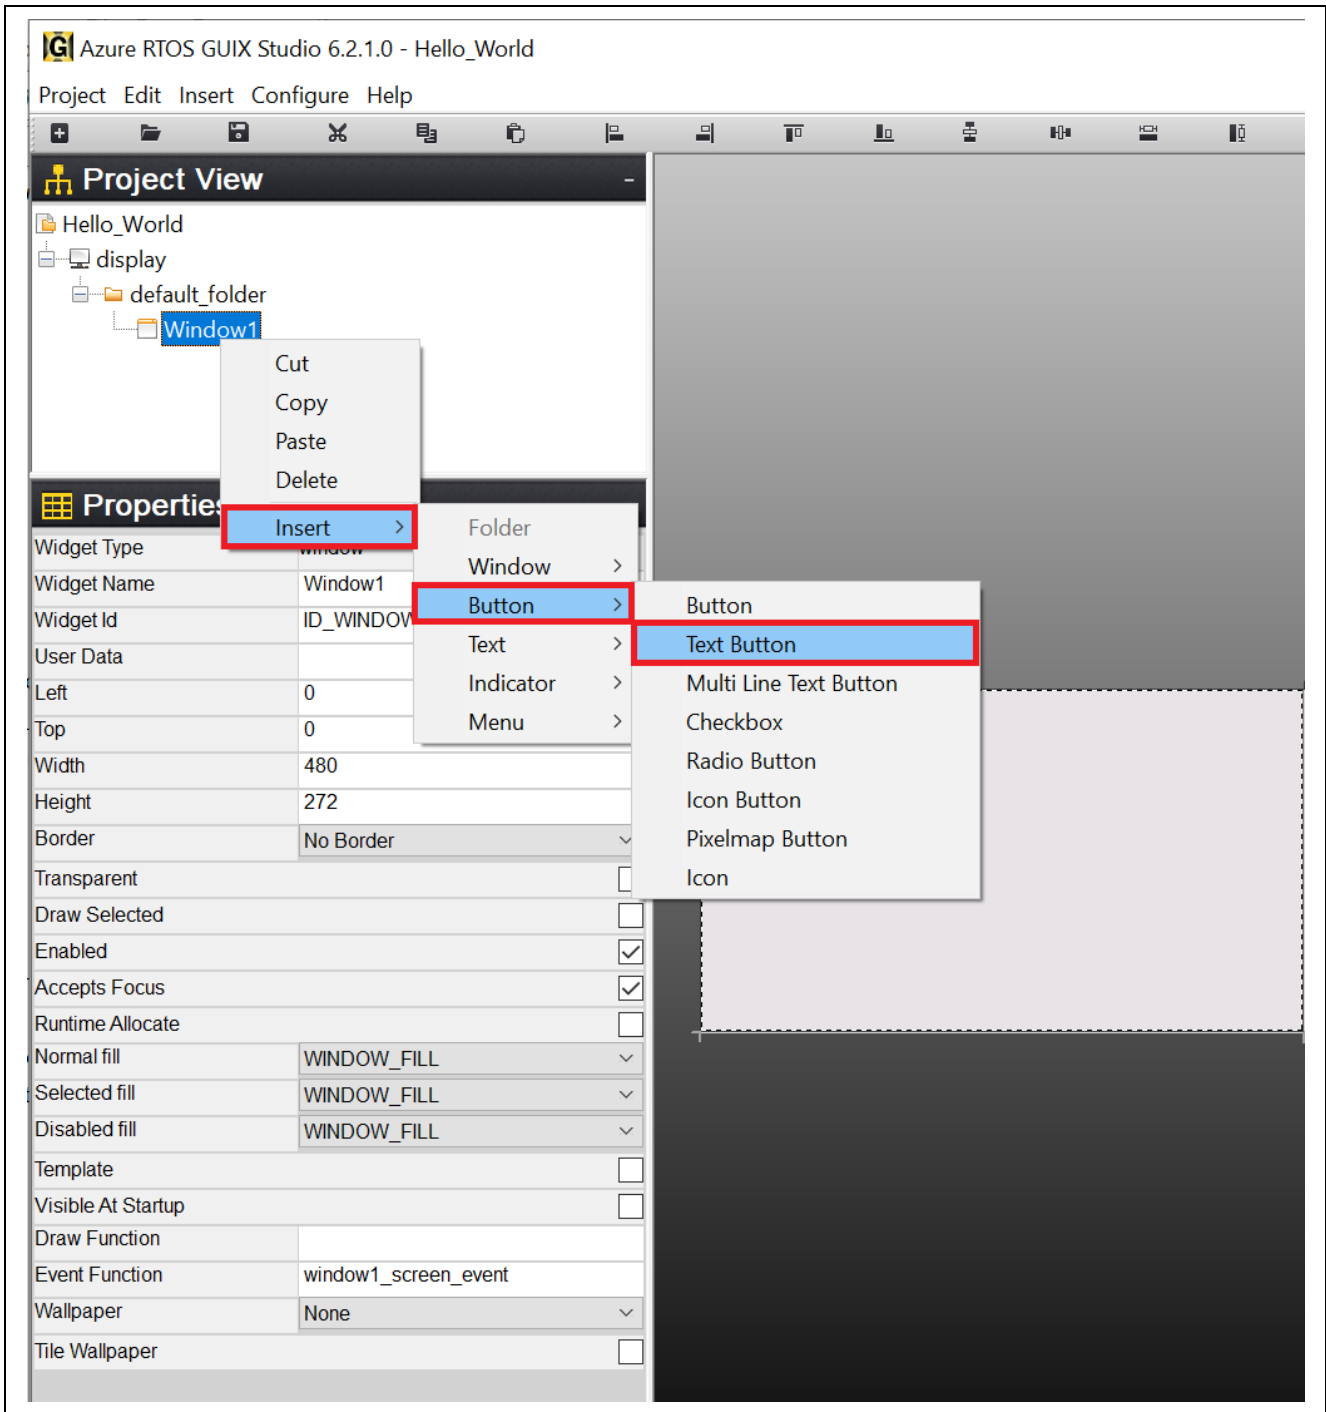 Azure RTOS GUIX Studio 6.2.1.0 - Hello_World
Project Edit Insert Configure Help
Project View
Hello_World
display
default_folder
Window1
Cut
Copy
Paste
Delete
Insert
Folder
Window
Button
Text
Indicator
Menu
Button
Text Button
Multi Line Text Button
Checkbox
Radio Button
Icon Button
Pixelmap Button
Icon
Properties
Widget Type window
Widget Name Window1
Widget Id ID_WINDOW
User Data
Left 0
Top 0
Width 480
Height 272
Border No Border
Transparent
Draw Selected
Enabled
Accepts Focus
Runtime Allocate
Normal fill WINDOW_FILL
Selected fill WINDOW_FILL
Disabled fill WINDOW_FILL
Template
Visible At Startup
Draw Function
Event Function window1_screen_event
Wallpaper None
Tile Wallpaper